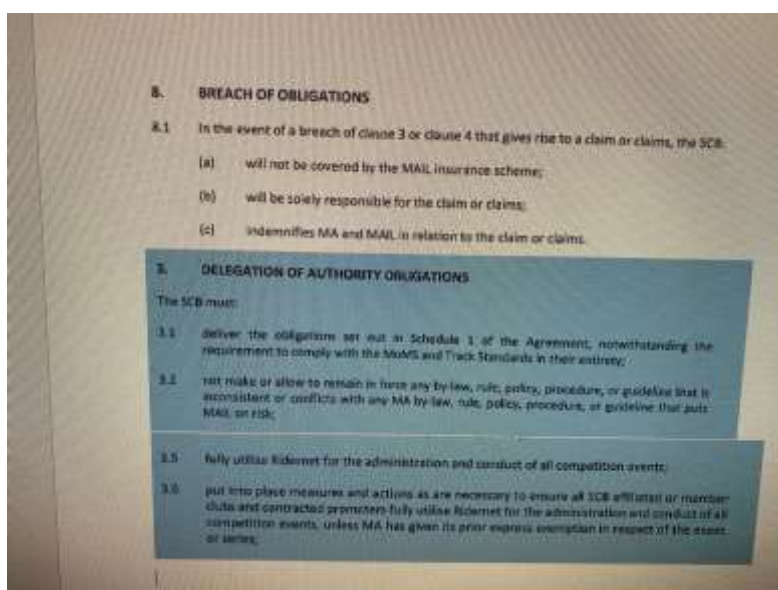 8. BREACH OF OBLIGATIONS
8.1 In the event of a breach of clause 3 or clause 4 that gives rise to a claim or claims, the SCB:
(a) will not be covered by the MAIL insurance scheme;
(b) will be solely responsible for the claim or claims;
(c) indemnifies MA and MAIL in relation to the claim or claims.
3. DELEGATION OF AUTHORITY OBLIGATIONS
The SCB must:
3.1 deliver the obligations set out in Schedule 1 of the Agreement, notwithstanding the
requirement to comply with the MoMS and Track Standards in their entirety;
3.2 not make or allow to remain in force any by-law, rule, policy, procedure, or guideline that is
inconsistent or conflicts with any MA by-law, rule, policy, procedure, or guideline that puts
MAIL on risk;
3.5 fully utilise Ridernet for the administration and conduct of all competition events;
3.6 put into place measures and actions as are necessary to ensure all SCB affiliated or member
clubs and contracted promoters fully utilise Ridernet for the administration and conduct of all
competition events, unless MA has given its prior express exemption in respect of the event
or series;